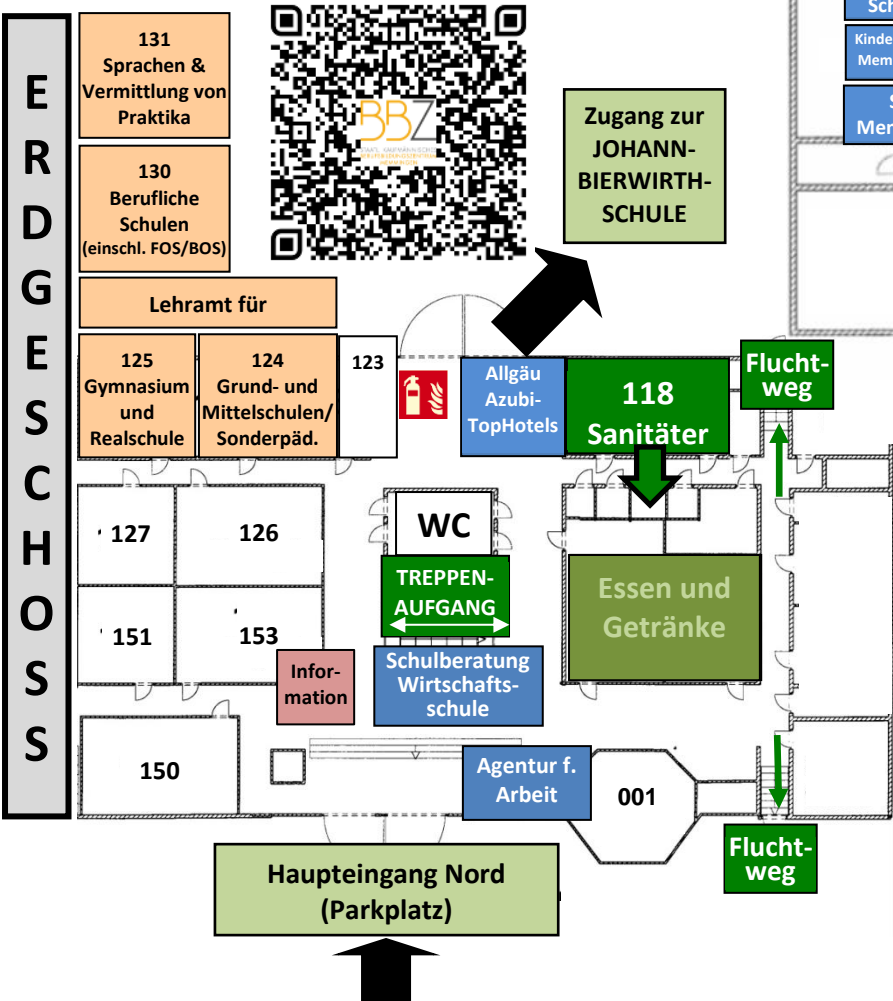 ERDGESCHOSS
131
Sprachen &
Vermittlung von
Praktika
130
Berufliche
Schulen
(einschl. FOS/BOS)
BBZ
Zugang zur
JOHANN-
BIERWIRTH-
SCHULE
Lehramt für
125
Gymnasium
und
Realschule
124
Grund- und
Mittelschulen/
Sonderpäd.
123
Allgäu
Azubi-
TopHotels
118
Sanitäter
Flucht-
weg
127
126
WC
TREPPEN-
AUFGANG
Essen und
Getränke
151
153
Infor-
mation
Schulberatung
Wirtschafts-
schule
150
Agentur f.
Arbeit
001
Flucht-
weg
Haupteingang Nord
(Parkplatz)